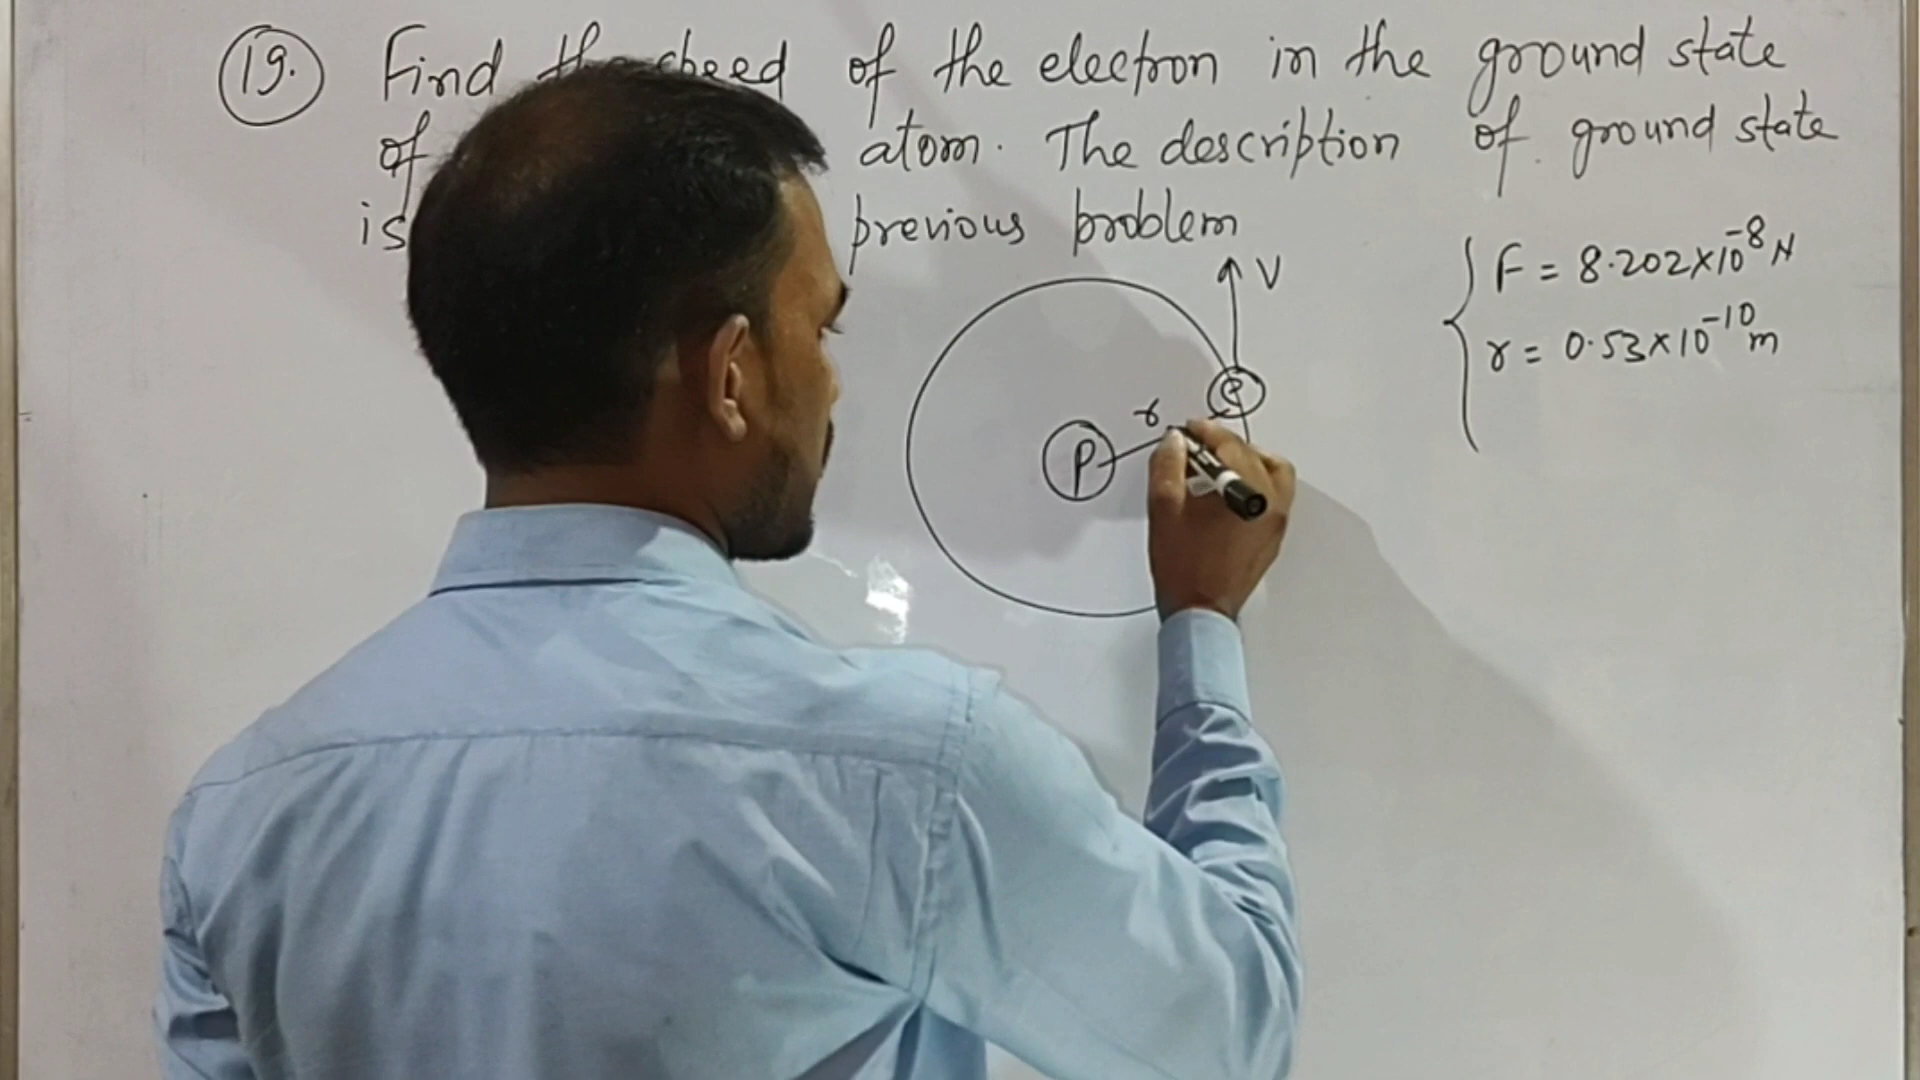 19. Find the speed of the electron in the ground state
of atom. The description of ground state
is previous problem
F = 8.202×10⁻⁸ N
r = 0.53×10⁻¹⁰ m
V
e
r
P